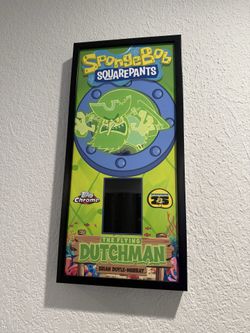 SpongeBob
SQUAREPANTS
Topps
Chrome
THE FLYING
DUTCHMAN
BRIAN DOYLE-MURRAY